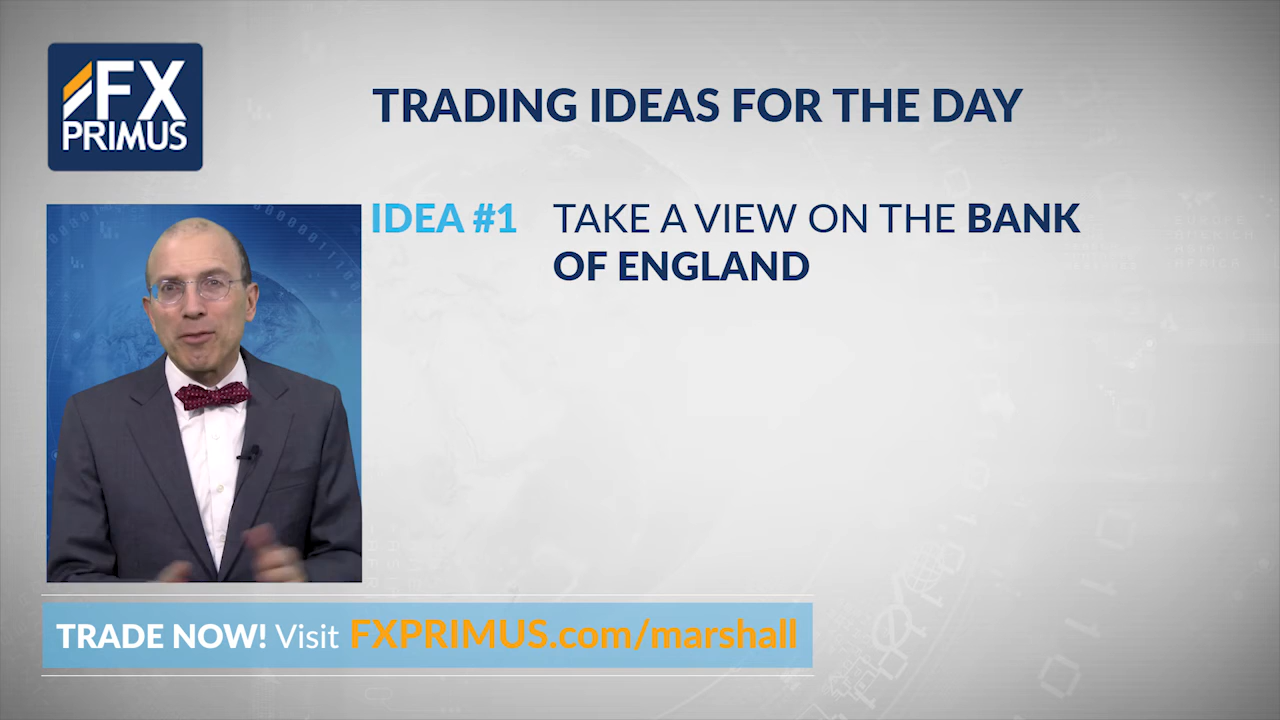 FX
PRIMUS
TRADING IDEAS FOR THE DAY
IDEA #1 TAKE A VIEW ON THE BANK
OF ENGLAND
TRADE NOW! Visit FXPRIMUS.com/marshall